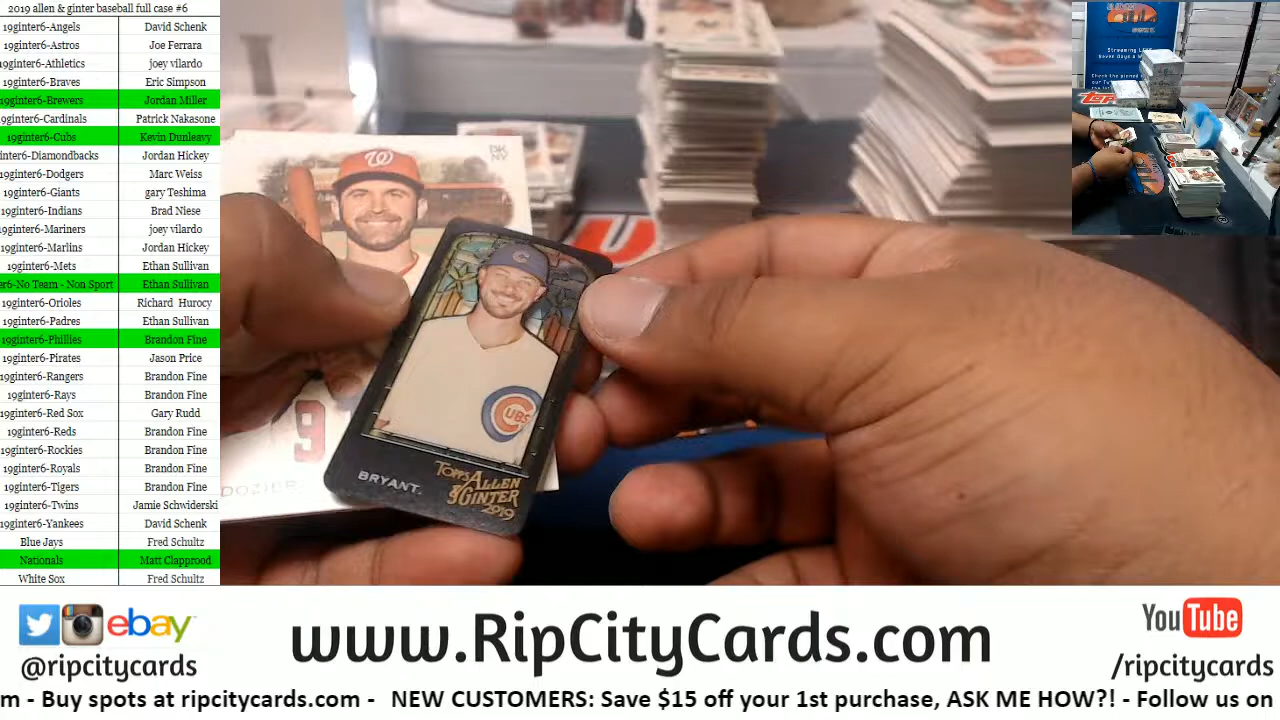 2019 allen & ginter baseball full case #6
19ginter6-Angels David Schenk
19ginter6-Astros Joe Ferrara
19ginter6-Athletics joey vilardo
19ginter6-Braves Eric Simpson
19ginter6-Brewers Jordan Miller
19ginter6-Cardinals Patrick Nakasone
19ginter6-Cubs Kevin Dunleavy
inter6-Diamondbacks Jordan Hickey
19ginter6-Dodgers Marc Weiss
19ginter6-Giants gary Teshima
19ginter6-Indians Brad Niese
19ginter6-Mariners joey vilardo
19ginter6-Marlins Jordan Hickey
19ginter6-Mets Ethan Sullivan
er6-No Team - Non Sport Ethan Sullivan
19ginter6-Orioles Richard Hurocy
19ginter6-Padres Ethan Sullivan
19ginter6-Phillies Brandon Fine
19ginter6-Pirates Jason Price
19ginter6-Rangers Brandon Fine
19ginter6-Rays Brandon Fine
19ginter6-Red Sox Gary Rudd
19ginter6-Reds Brandon Fine
19ginter6-Rockies Brandon Fine
19ginter6-Royals Brandon Fine
19ginter6-Tigers Brandon Fine
19ginter6-Twins Jamie Schwiderski
19ginter6-Yankees David Schenk
Blue Jays Fred Schultz
Nationals Matt Clapprood
White Sox Fred Schultz
W
BK
NY
C
CUBS
9
DOZIER
BRYANT.
TOPPS ALLEN
& GINTER
2019
Topps
ebay
@ripcitycards
www.RipCityCards.com
YouTube
/ripcitycards
m - Buy spots at ripcitycards.com - NEW CUSTOMERS: Save $15 off your 1st purchase, ASK ME HOW?! - Follow us on